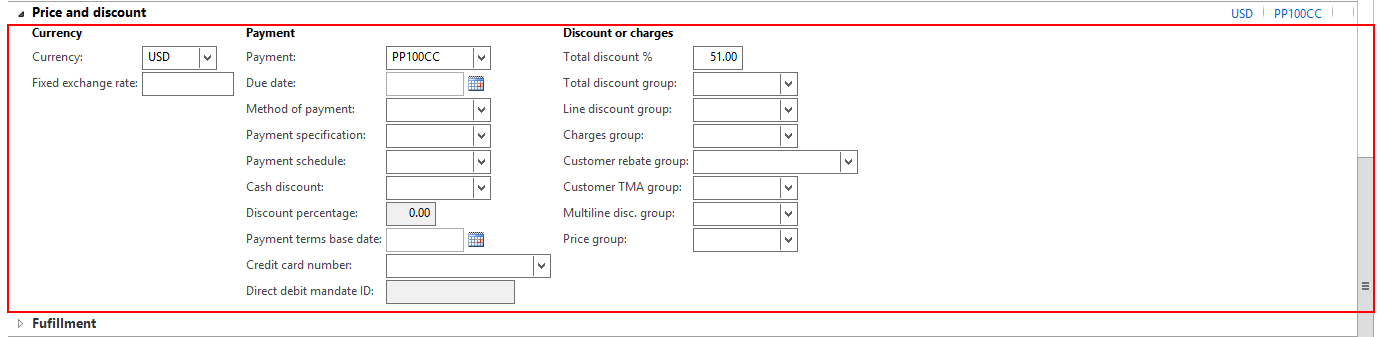 Price and discount USD PP100CC
Currency Payment Discount or charges
Currency: USD Payment: PP100CC Total discount % 51.00
Fixed exchange rate: Due date: Total discount group:
Method of payment: Line discount group:
Payment specification: Charges group:
Payment schedule: Customer rebate group:
Cash discount: Customer TMA group:
Discount percentage: 0.00 Multiline disc. group:
Payment terms base date: Price group:
Credit card number:
Direct debit mandate ID:
Fufillment